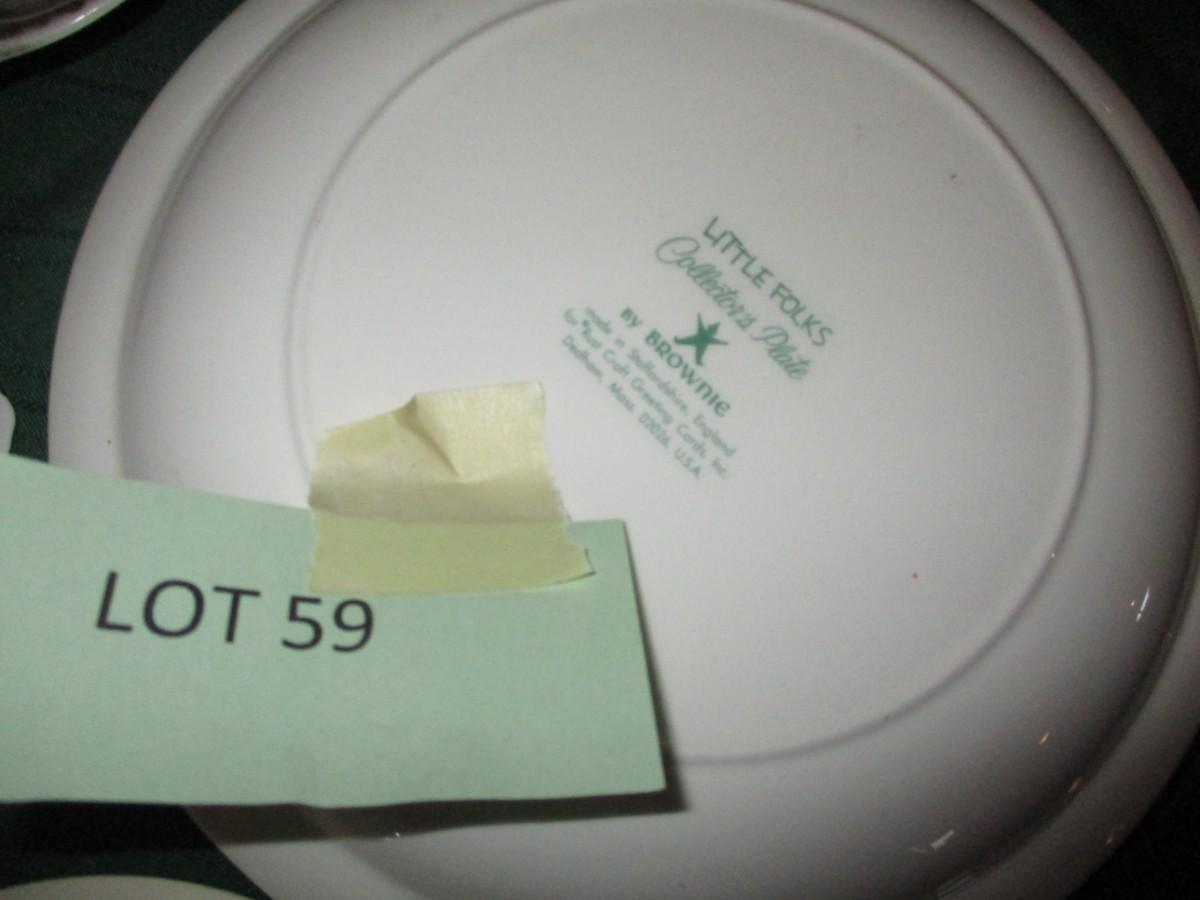 LITTLE FOLKS
Collector's Plate
BY BROWNIE
made in Staffordshire, England
for Rust Craft Greeting Cards, Inc.
Dedham, Mass. 02026, U.S.A.
LOT 59